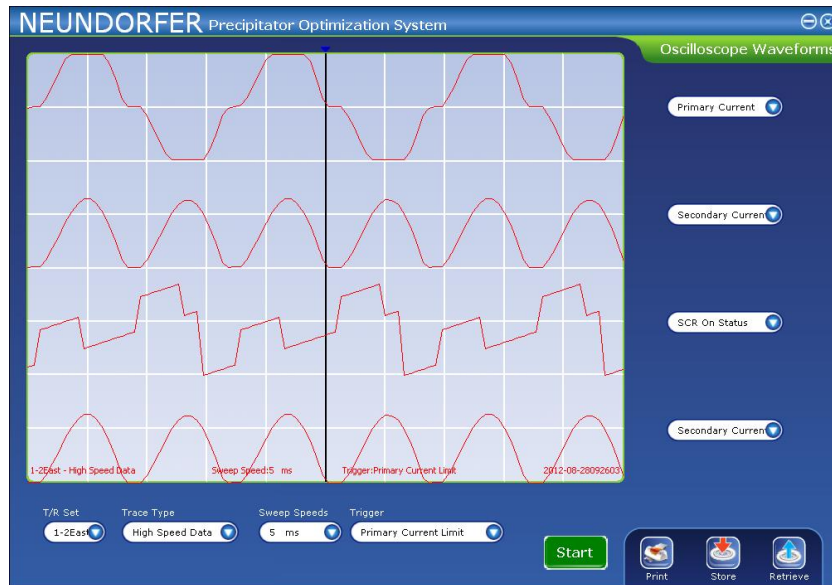 NEUNDORFER Precipitator Optimization System
Oscilloscope Waveforms
Primary Current
Secondary Curren
SCR On Status
Secondary Curren
1-2East - High Speed Data Sweep Speed:5 ms Trigger:Primary Current Limit 2012-08-28092603
T/R Set Trace Type Sweep Speeds Trigger
1-2East High Speed Data 5 ms Primary Current Limit
Start
Print Store Retrieve